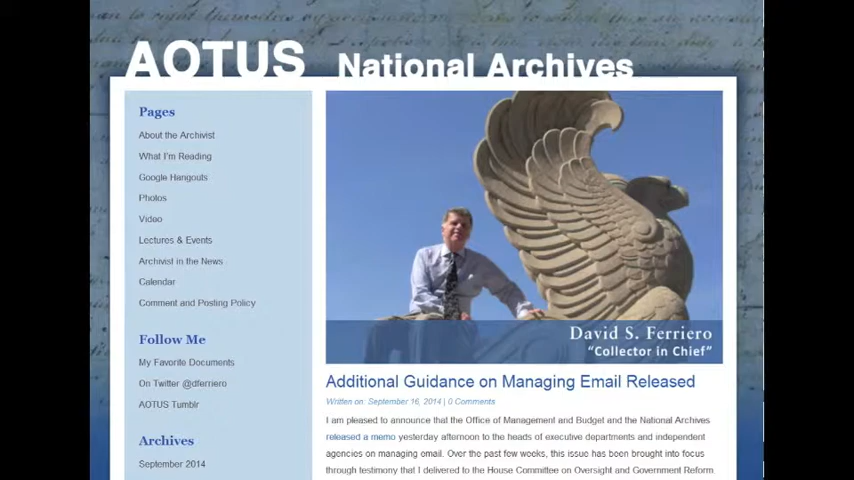 AOTUS National Archives
Pages
About the Archivist
What I'm Reading
Google Hangouts
Photos
Video
Lectures & Events
Archivist in the News
Calendar
Comment and Posting Policy
Follow Me
My Favorite Documents
On Twitter @dferriero
AOTUS Tumblr
Archives
September 2014
David S. Ferriero
"Collector in Chief"
Additional Guidance on Managing Email Released
Written on: September 16, 2014 | 0 Comments
I am pleased to announce that the Office of Management and Budget and the National Archives
released a memo yesterday afternoon to the heads of executive departments and independent
agencies on managing email. Over the past few weeks, this issue has been brought into focus
through testimony that I delivered to the House Committee on Oversight and Government Reform